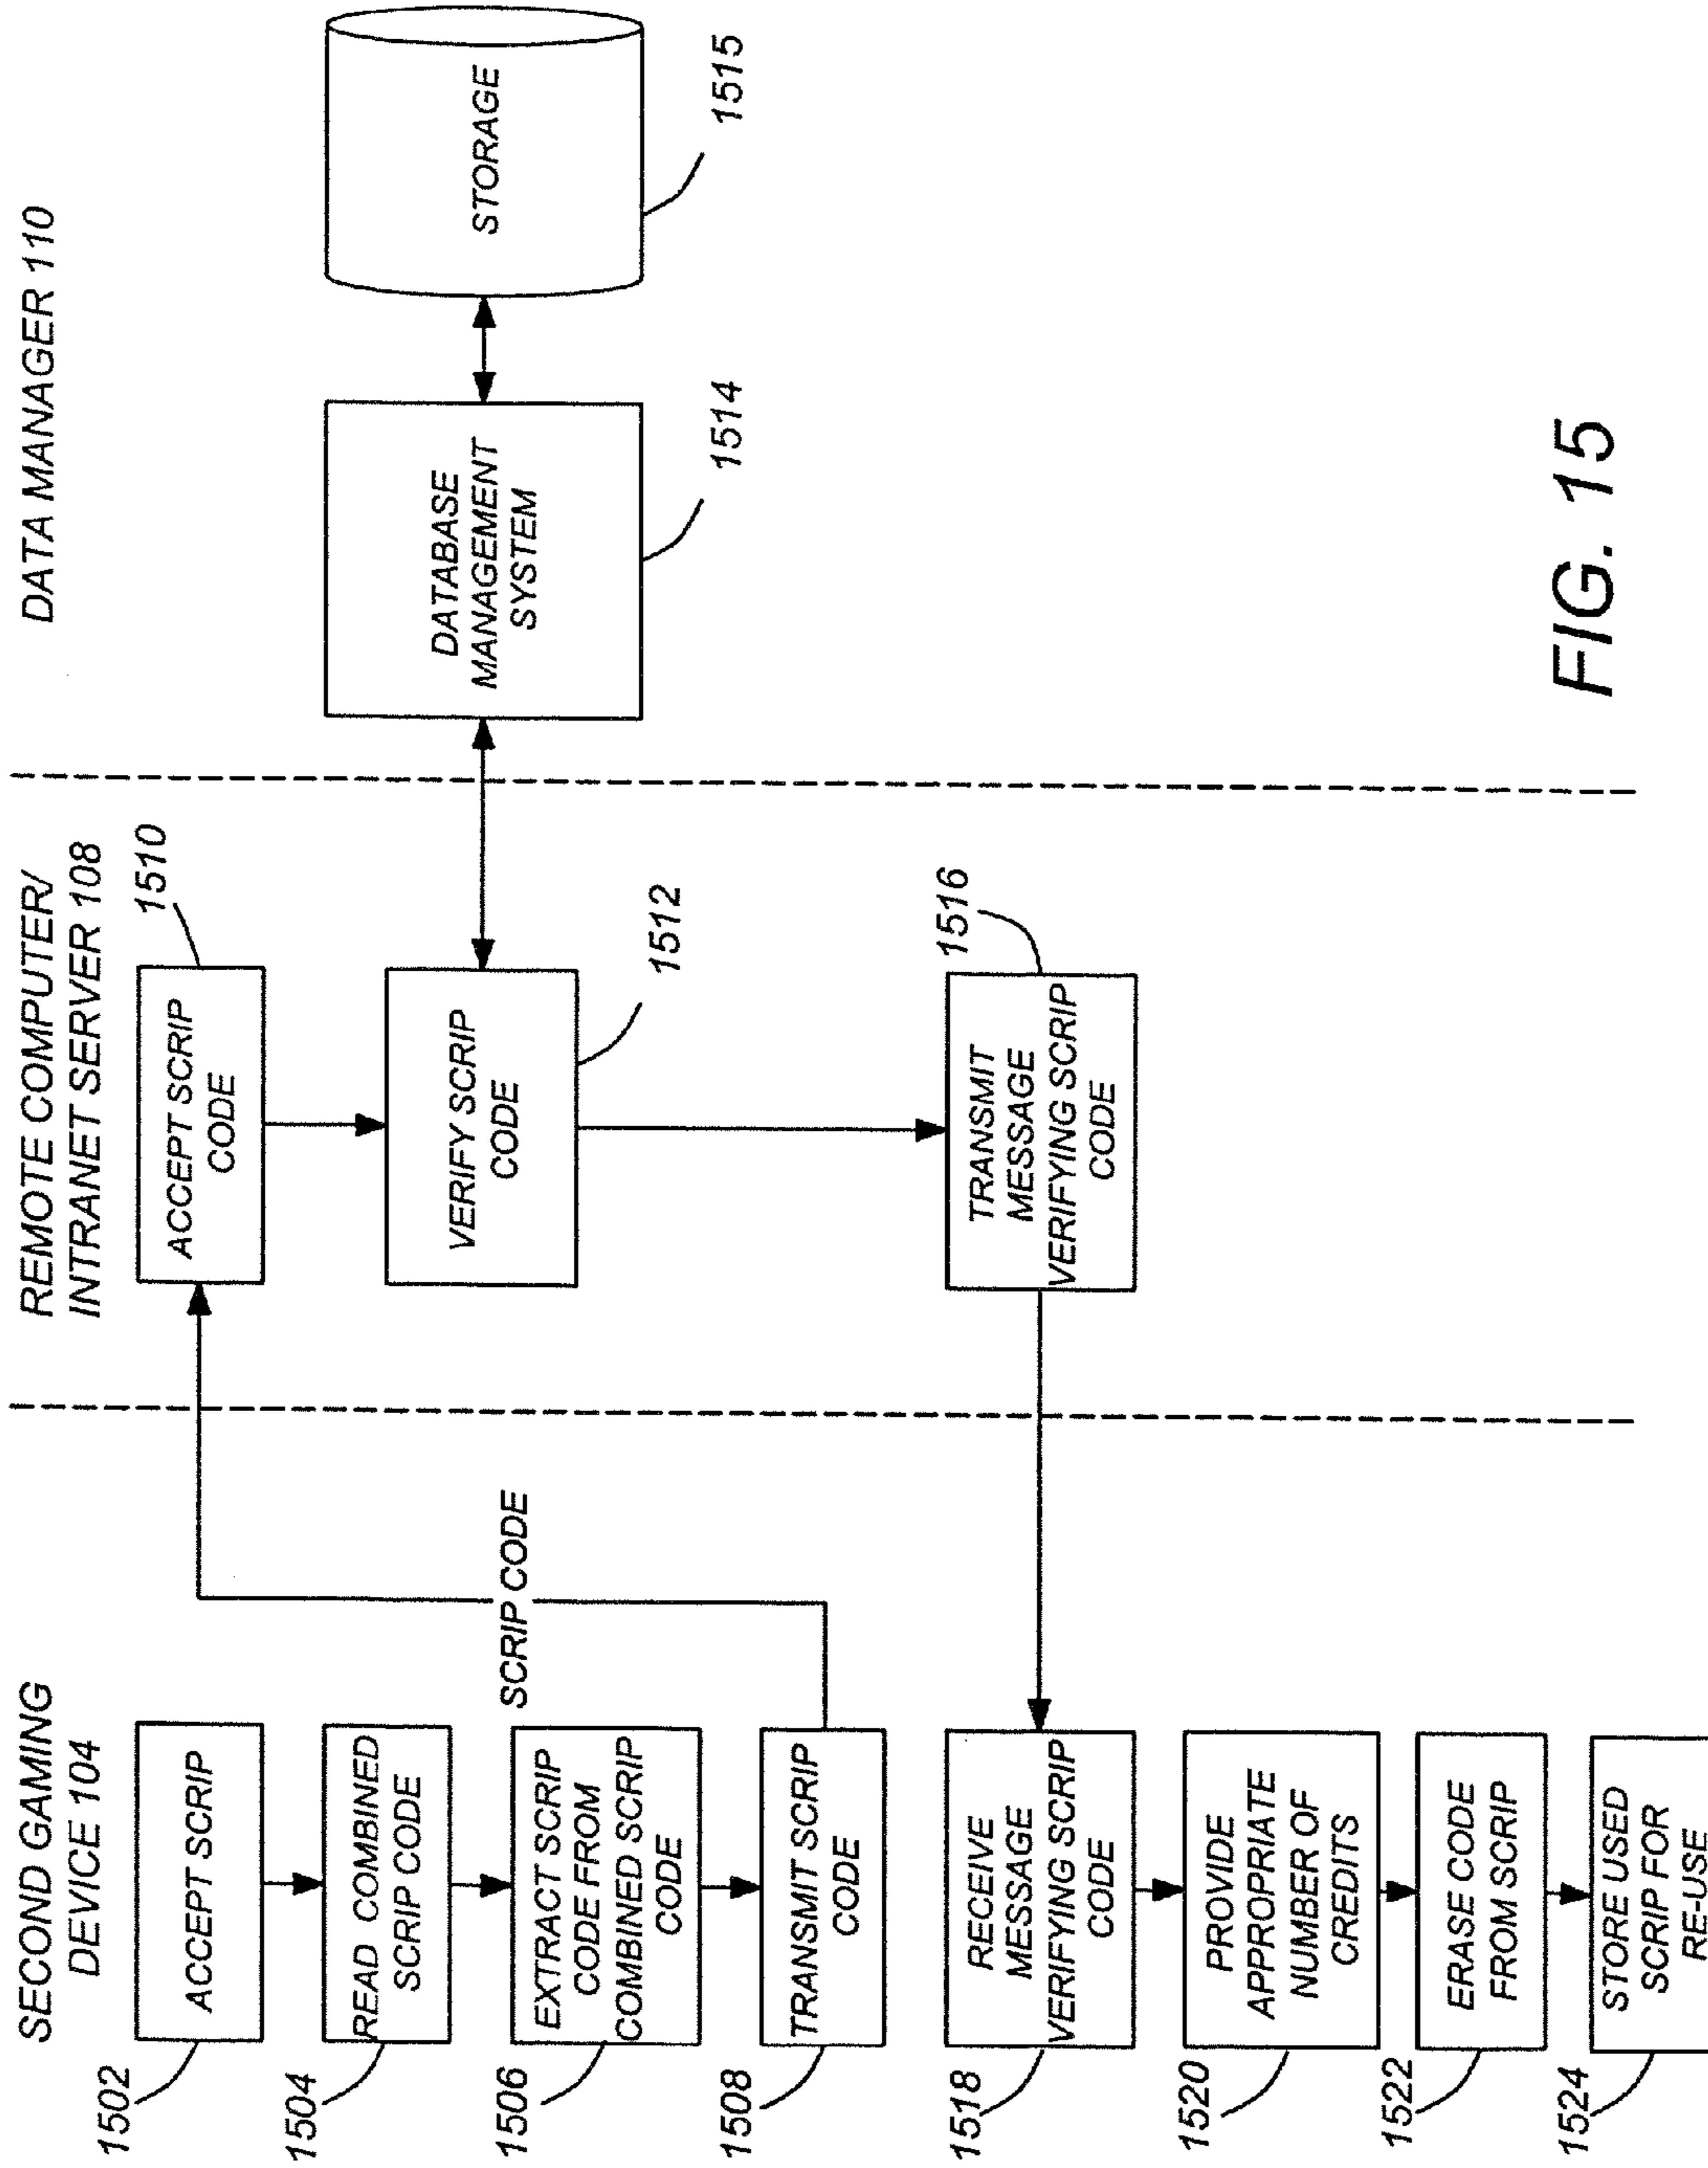 SECOND GAMING
DEVICE 104
1502
ACCEPT SCRIP
1504
READ COMBINED
SCRIP CODE
1506
EXTRACT SCRIP
CODE FROM
COMBINED SCRIP
CODE
1508
TRANSMIT SCRIP
CODE
SCRIP CODE
1518
RECEIVE
MESSAGE
VERIFYING SCRIP
CODE
1520
PROVIDE
APPROPRIATE
NUMBER OF
CREDITS
1522
ERASE CODE
FROM SCRIP
1524
STORE USED
SCRIP FOR
RE-USE
REMOTE COMPUTER/
INTRANET SERVER 108
1510
ACCEPT SCRIP
CODE
VERIFY SCRIP
CODE
1512
1516
TRANSMIT
MESSAGE
VERIFYING SCRIP
CODE
DATA MANAGER 110
DATABASE
MANAGEMENT
SYSTEM
1514
STORAGE
1515
FIG. 15